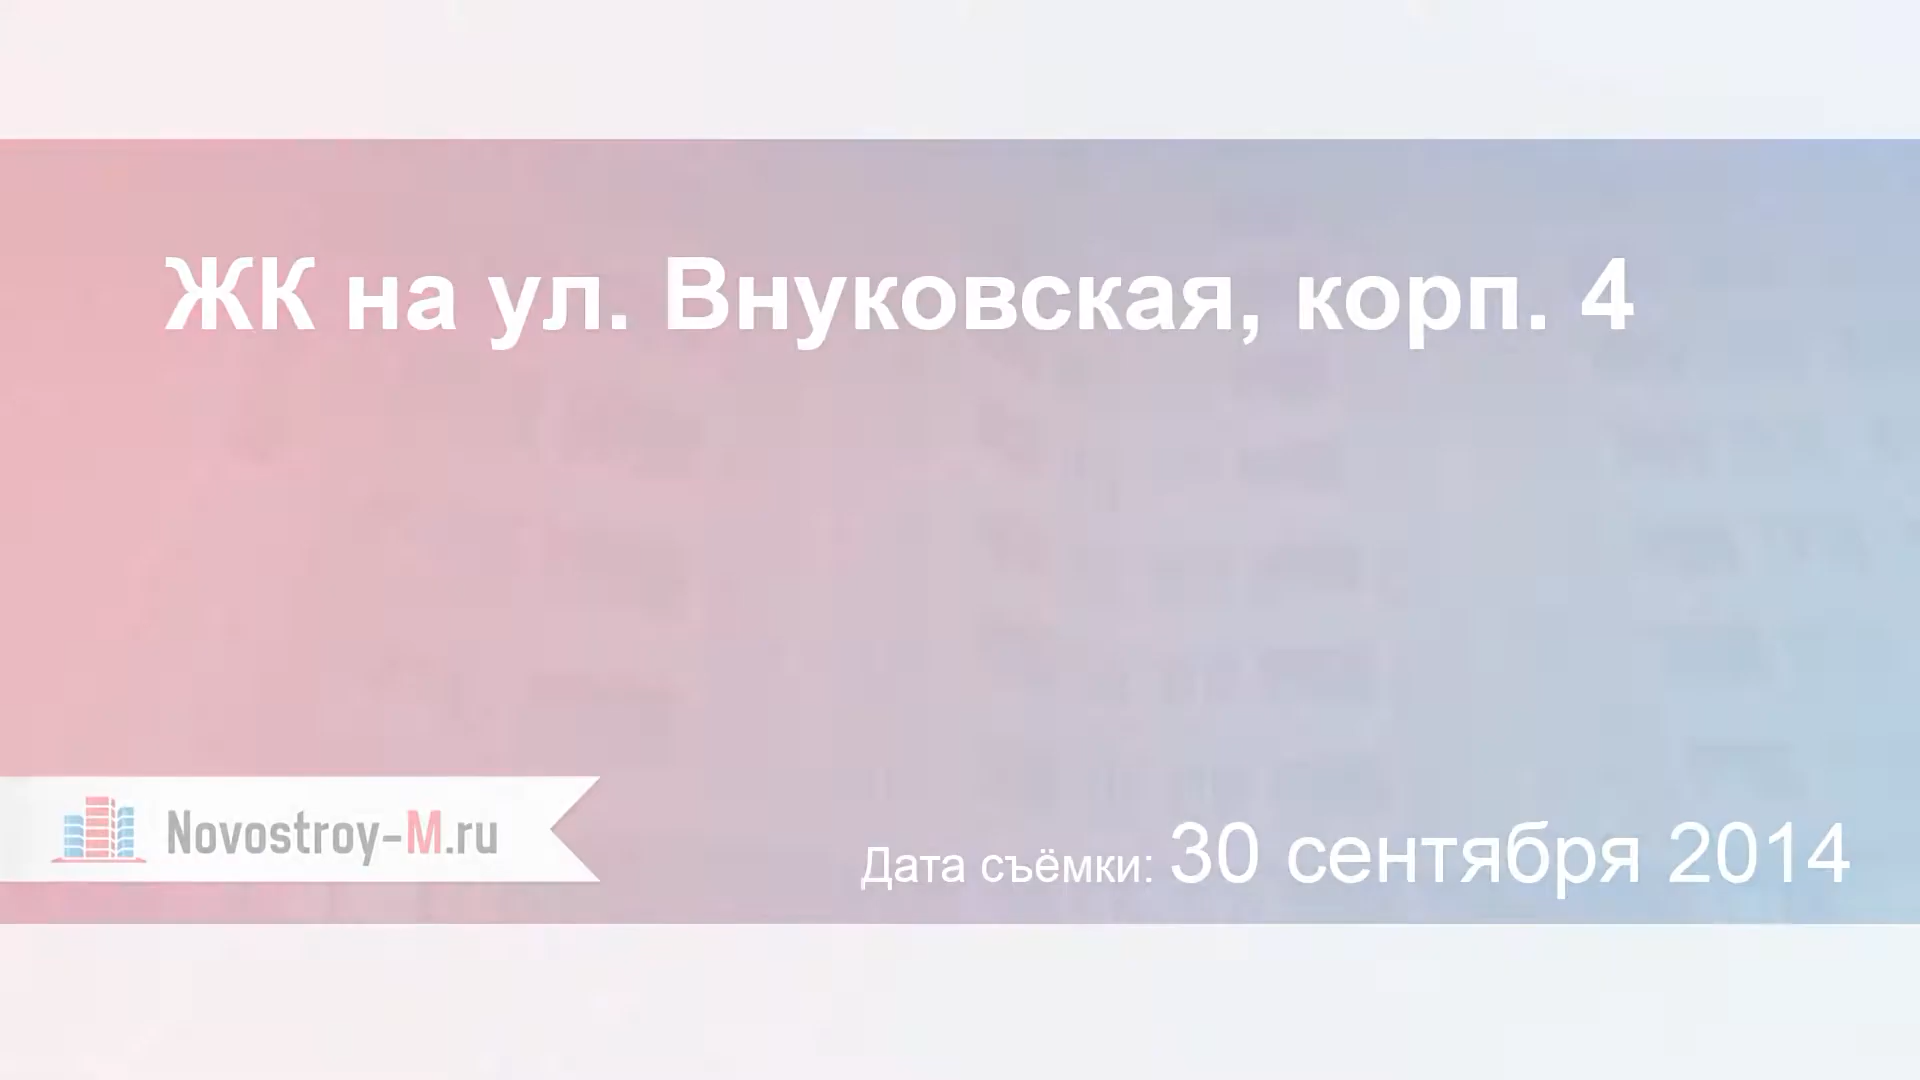 ЖК на ул. Внуковская, корп. 4
Novostroy-M.ru
Дата съёмки: 30 сентября 2014